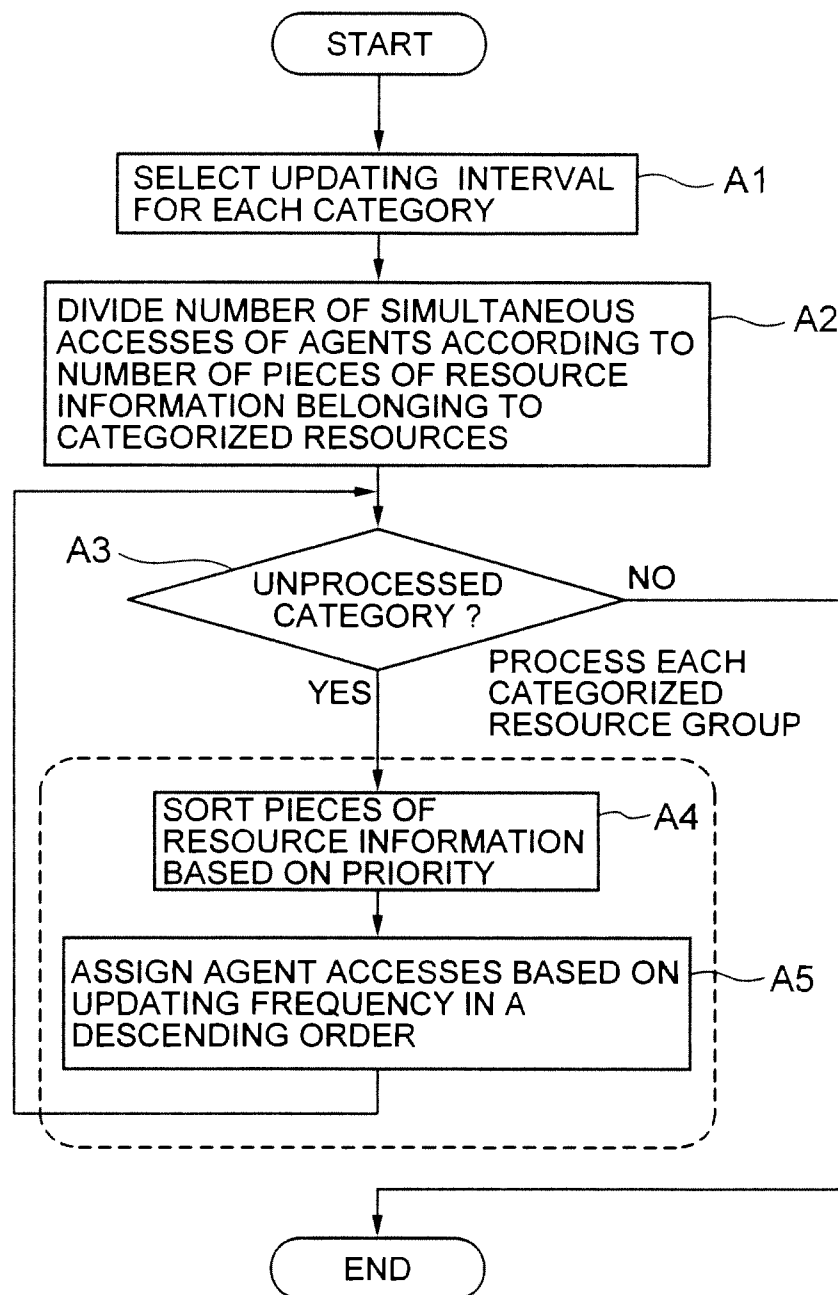 START
SELECT UPDATING INTERVAL
FOR EACH CATEGORY
A1
DIVIDE NUMBER OF SIMULTANEOUS
ACCESSES OF AGENTS ACCORDING TO
NUMBER OF PIECES OF RESOURCE
INFORMATION BELONGING TO
CATEGORIZED RESOURCES
A2
A3
UNPROCESSED
CATEGORY ?
NO
YES
PROCESS EACH
CATEGORIZED
RESOURCE GROUP
SORT PIECES OF
RESOURCE INFORMATION
BASED ON PRIORITY
A4
ASSIGN AGENT ACCESSES BASED ON
UPDATING FREQUENCY IN A
DESCENDING ORDER
A5
END